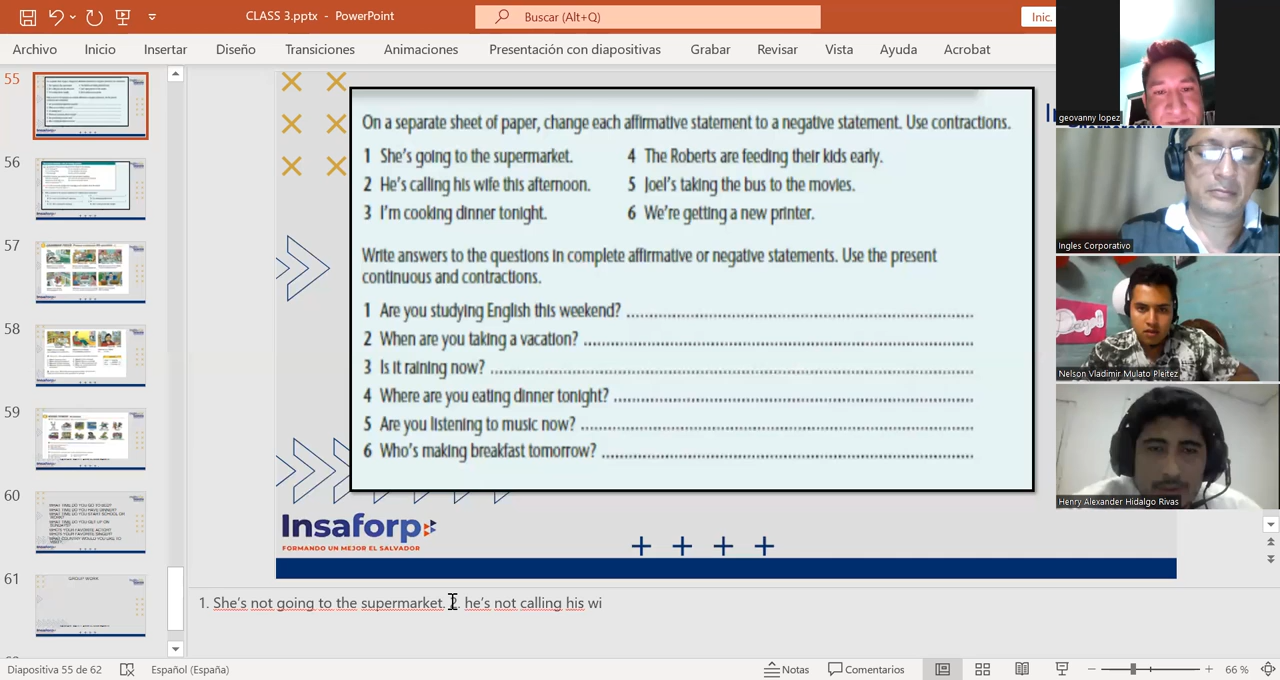 CLASS 3.pptx - PowerPoint
Buscar (Alt+Q)
Inic.
Archivo Inicio Insertar Diseño Transiciones Animaciones Presentación con diapositivas Grabar Revisar Vista Ayuda Acrobat
geovanny lopez
Ingles Corporativo
Nelson Vladimir Mulato Pleitez
Henry Alexander Hidalgo Rivas
55
56
57
58
59
60
61
On a separate sheet of paper, change each affirmative statement to a negative statement. Use contractions.
1 She's going to the supermarket. 4 The Roberts are feeding their kids early.
2 He's calling his wife this afternoon. 5 Joel's taking the bus to the movies.
3 I'm cooking dinner tonight. 6 We're getting a new printer.
Write answers to the questions in complete affirmative or negative statements. Use the present
continuous and contractions.
1 Are you studying English this weekend?
2 When are you taking a vacation?
3 Is it raining now?
4 Where are you eating dinner tonight?
5 Are you listening to music now?
6 Who's making breakfast tomorrow?
Insaforp
FORMANDO UN MEJOR EL SALVADOR
1. She's not going to the supermarket. 2. he's not calling his wi
Diapositiva 55 de 62 Español (España) Notas Comentarios 66 %